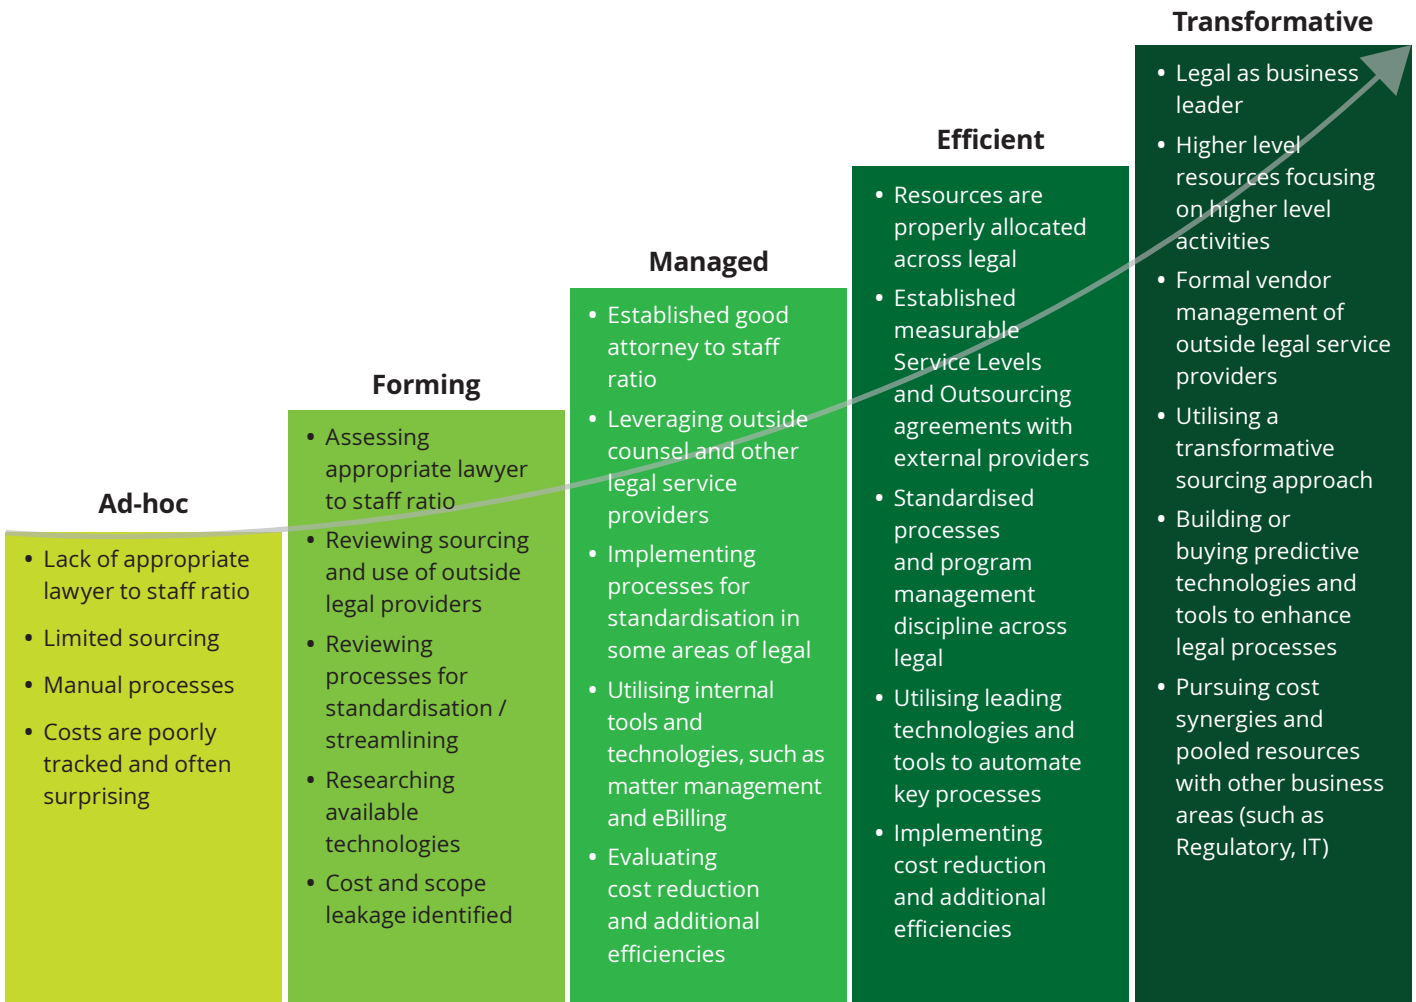 Ad-hoc
• Lack of appropriate
lawyer to staff ratio
• Limited sourcing
• Manual processes
• Costs are poorly
tracked and often
surprising
Forming
• Assessing
appropriate lawyer
to staff ratio
• Reviewing sourcing
and use of outside
legal providers
• Reviewing
processes for
standardisation /
streamlining
• Researching
available
technologies
• Cost and scope
leakage identified
Managed
• Established good
attorney to staff
ratio
• Leveraging outside
counsel and other
legal service
providers
• Implementing
processes for
standardisation in
some areas of legal
• Utilising internal
tools and
technologies, such as
matter management
and eBilling
• Evaluating
cost reduction
and additional
efficiencies
Efficient
• Resources are
properly allocated
across legal
• Established
measurable
Service Levels
and Outsourcing
agreements with
external providers
• Standardised
processes
and program
management
discipline across
legal
• Utilising leading
technologies and
tools to automate
key processes
• Implementing
cost reduction
and additional
efficiencies
Transformative
• Legal as business
leader
• Higher level
resources focusing
on higher level
activities
• Formal vendor
management of
outside legal service
providers
• Utilising a
transformative
sourcing approach
• Building or
buying predictive
technologies and
tools to enhance
legal processes
• Pursuing cost
synergies and
pooled resources
with other business
areas (such as
Regulatory, IT)